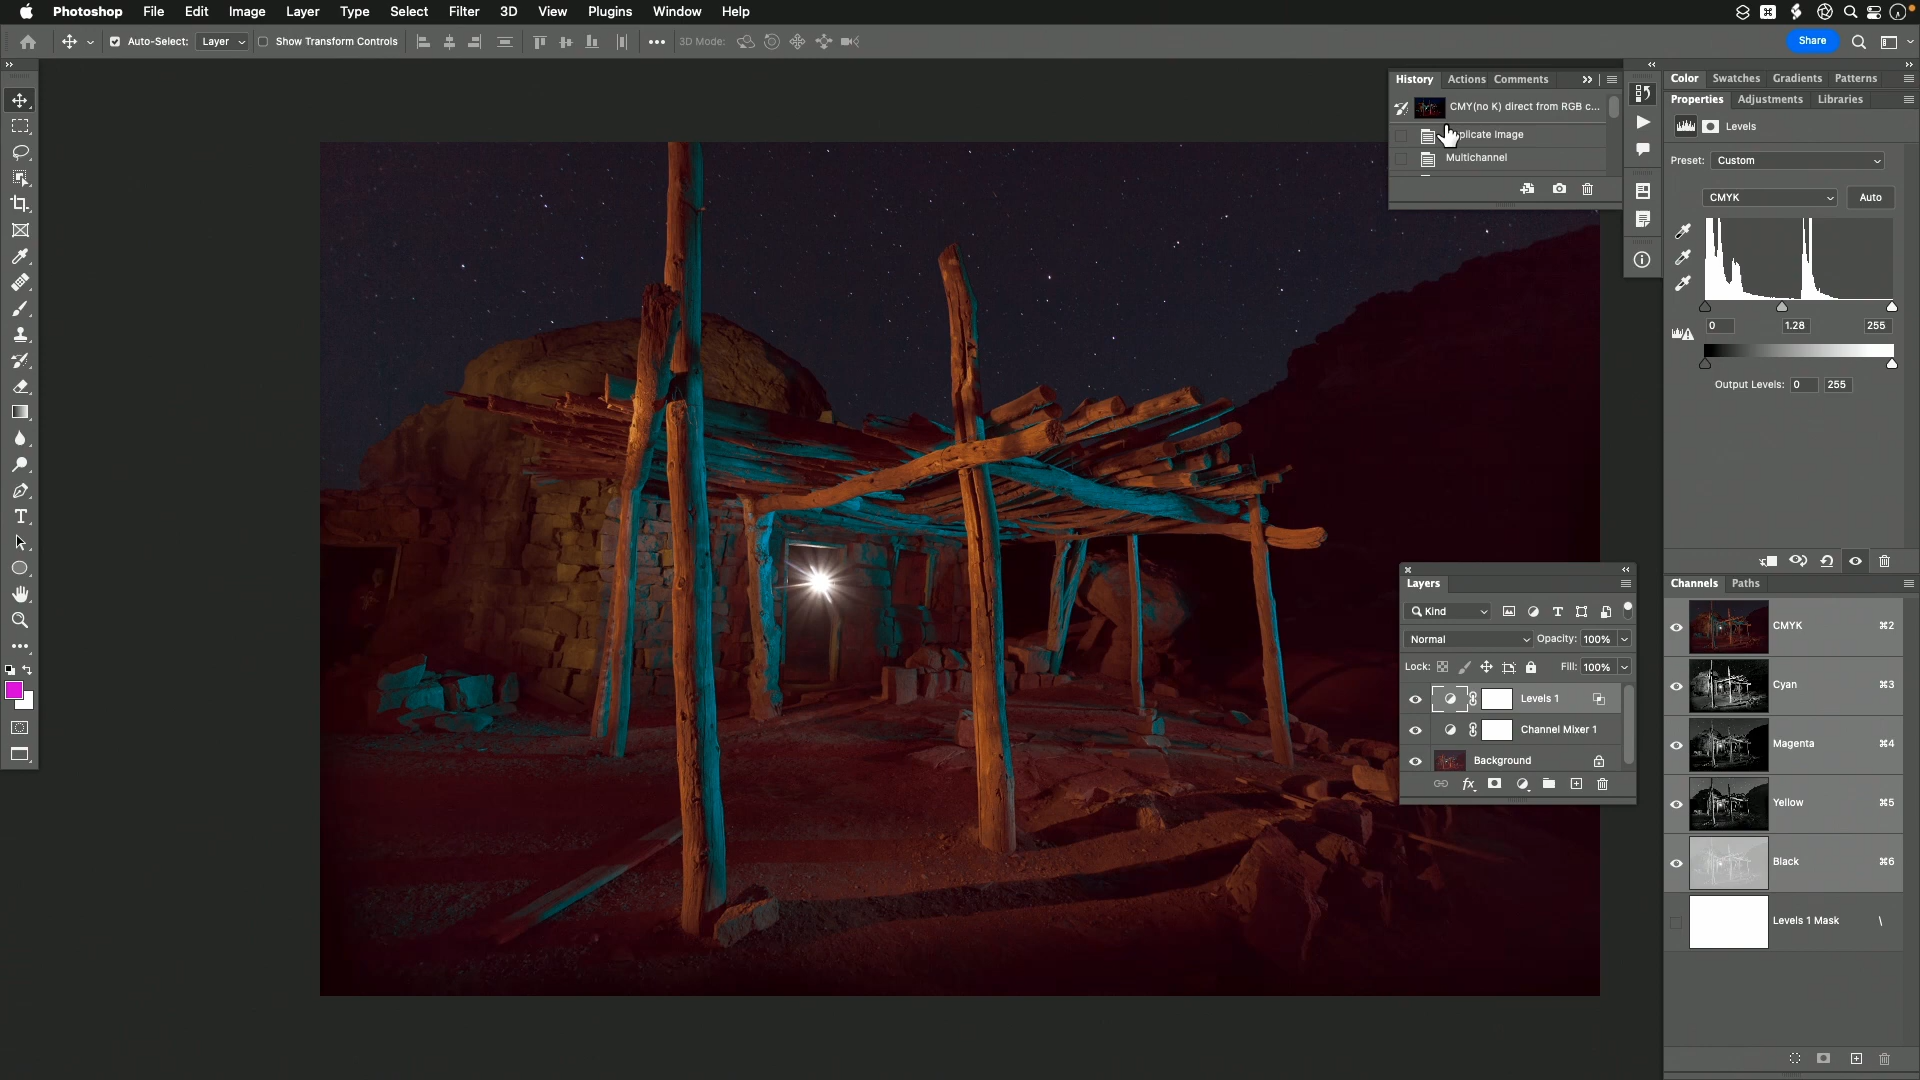 Photoshop File Edit Image Layer Type Select Filter 3D View Plugins Window Help
Auto-Select: Layer Show Transform Controls 3D Mode: Share
History Actions Comments
CMY(no K) direct from RGB c...
plicate Image
Multichannel
Color Swatches Gradients Patterns
Properties Adjustments Libraries
Levels
Preset: Custom
CMYK Auto
0 1.28 255
Output Levels: 0 255
Channels Paths
CMYK ⌘2
Cyan ⌘3
Magenta ⌘4
Yellow ⌘5
Black ⌘6
Levels 1 Mask \
Layers
Kind
Normal Opacity: 100%
Lock: Fill: 100%
Levels 1
Channel Mixer 1
Background